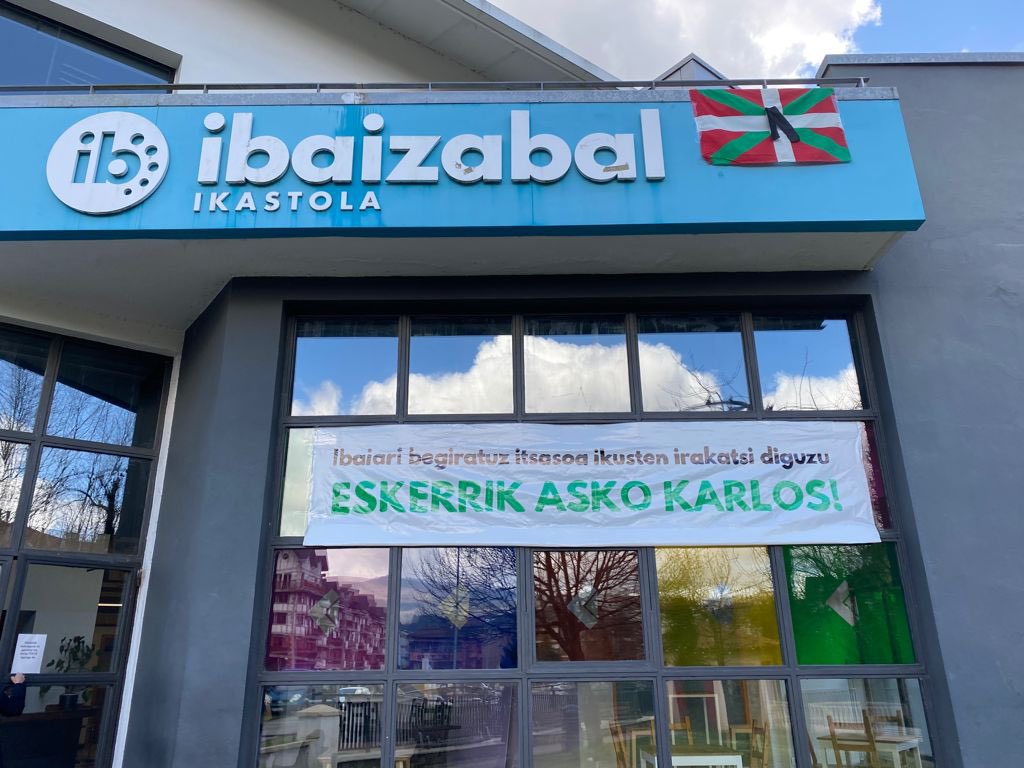 ib
ibaizabal
IKASTOLA
Ibaiari begiratuz itsasoa ikusten irakatsi diguzu
ESKERRIK ASKO KARLOS!